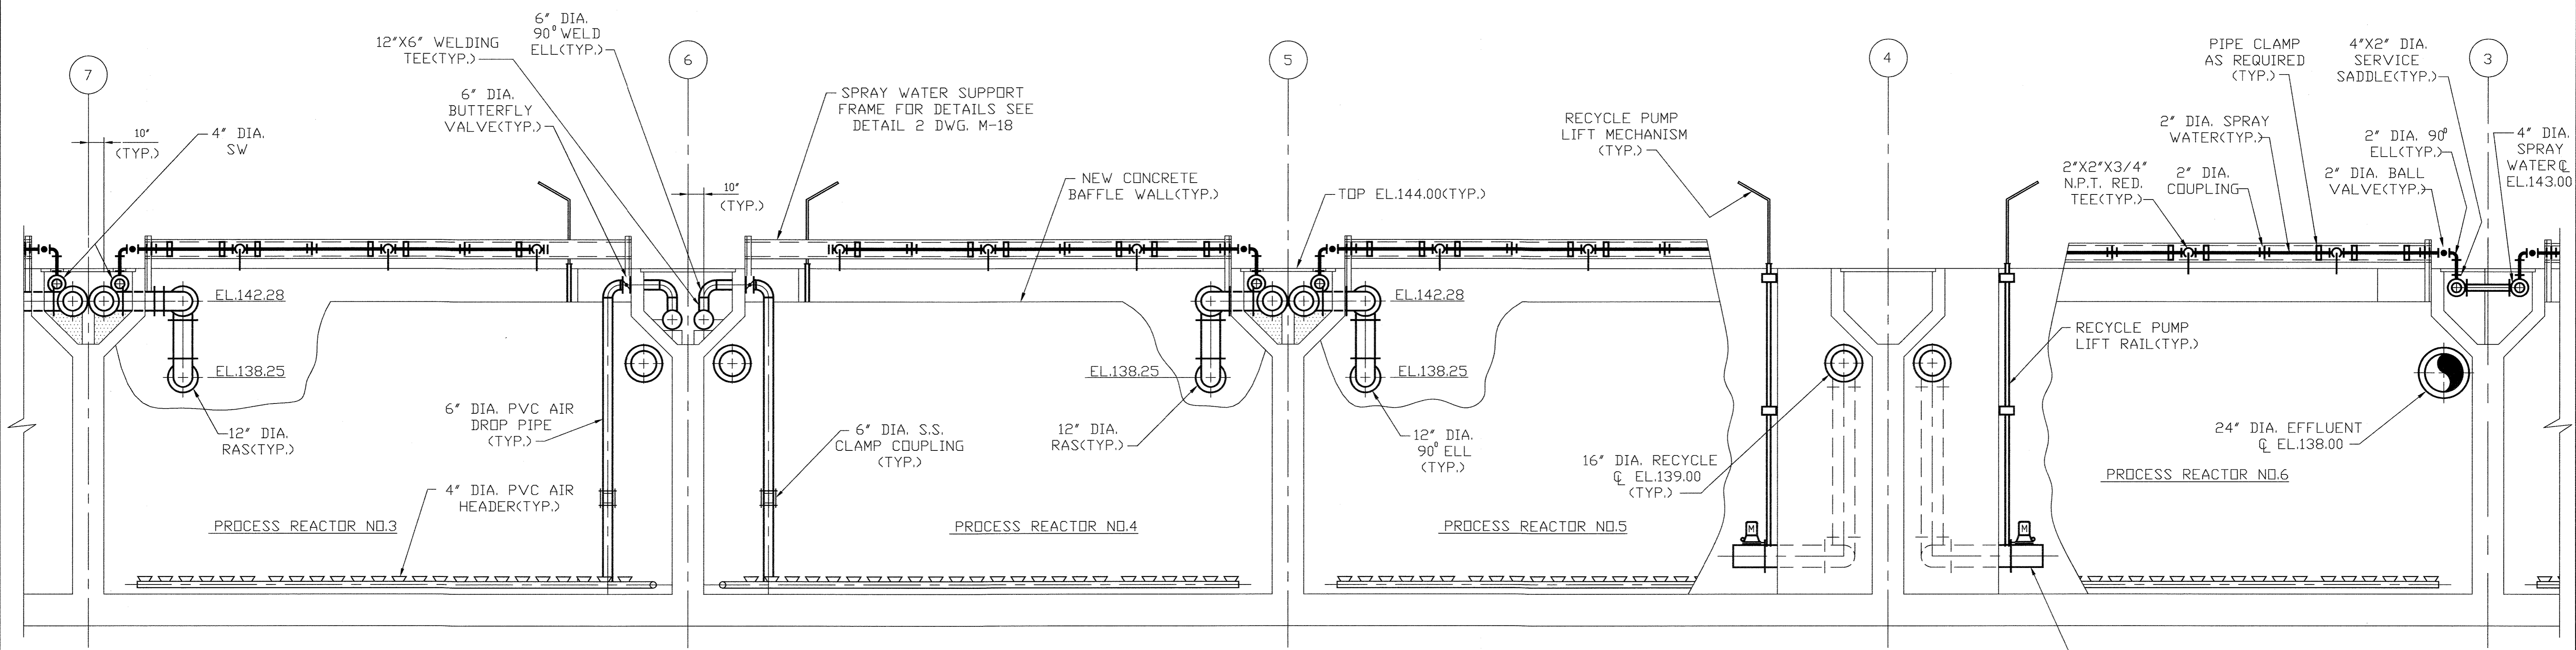 7
10"
(TYP.)
4" DIA.
SW
12"X6" WELDING
TEE(TYP.)
6" DIA.
90° WELD
ELL(TYP.)
6" DIA.
BUTTERFLY
VALVE(TYP.)
6
10"
(TYP.)
SPRAY WATER SUPPORT
FRAME FOR DETAILS SEE
DETAIL 2 DWG. M-18
NEW CONCRETE
BAFFLE WALL(TYP.)
5
TOP EL.144.00(TYP.)
RECYCLE PUMP
LIFT MECHANISM
(TYP.)
4
PIPE CLAMP
AS REQUIRED
(TYP.)
4"X2" DIA.
SERVICE
SADDLE(TYP.)
3
2" DIA. SPRAY
WATER(TYP.)
2" DIA. 90°
ELL(TYP.)
4" DIA.
SPRAY
WATER ℄
EL.143.00
2"X2"X3/4"
N.P.T. RED.
TEE(TYP.)
2" DIA.
COUPLING
2" DIA. BALL
VALVE(TYP.)
EL.142.28
EL.138.25
12" DIA.
RAS(TYP.)
6" DIA. PVC AIR
DROP PIPE
(TYP.)
4" DIA. PVC AIR
HEADER(TYP.)
PROCESS REACTOR NO.3
6" DIA. S.S.
CLAMP COUPLING
(TYP.)
EL.138.25
12" DIA.
RAS(TYP.)
PROCESS REACTOR NO.4
EL.142.28
EL.138.25
12" DIA.
90° ELL
(TYP.)
PROCESS REACTOR NO.5
16" DIA. RECYCLE
℄ EL.139.00
(TYP.)
M
M
RECYCLE PUMP
LIFT RAIL(TYP.)
24" DIA. EFFLUENT
℄ EL.138.00
PROCESS REACTOR NO.6